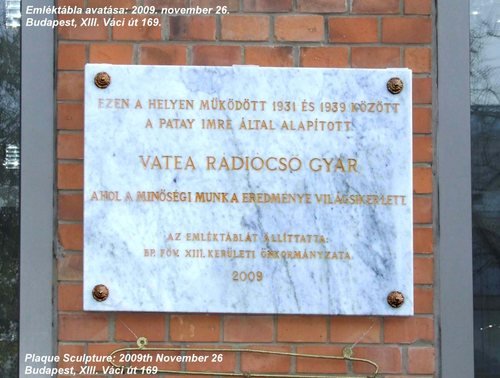 Emléktábla avatása: 2009. november 26.
Budapest, XIII. Váci út 169.
EZEN A HELYEN MŰKÖDÖTT 1931 ÉS 1939 KÖZÖTT
A PATAY IMRE ÁLTAL ALAPÍTOTT
VATEA RÁDIÓCSŐ GYÁR
AHOL A MINŐSÉGI MUNKA EREDMÉNYE VILÁGSIKER LETT.
AZ EMLÉKTÁBLÁT ÁLLÍTTATTA:
BP. FŐV. XIII. KERÜLETI ÖNKORMÁNYZATA.
2009
Plaque Sculpture: 2009th November 26
Budapest, XIII. Váci út 169